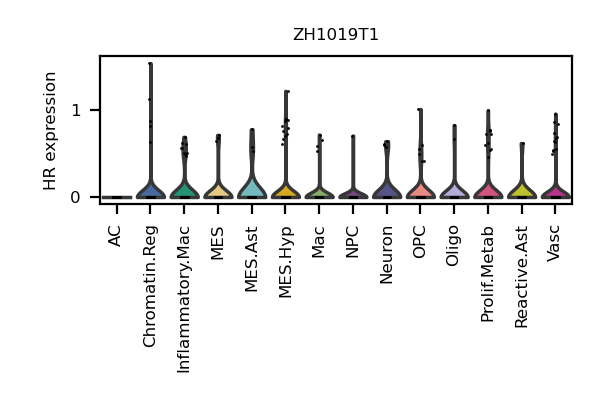 ZH1019T1
HR expression
1
0
AC
Chromatin.Reg
Inflammatory.Mac
MES
MES.Ast
MES.Hyp
Mac
NPC
Neuron
OPC
Oligo
Prolif.Metab
Reactive.Ast
Vasc